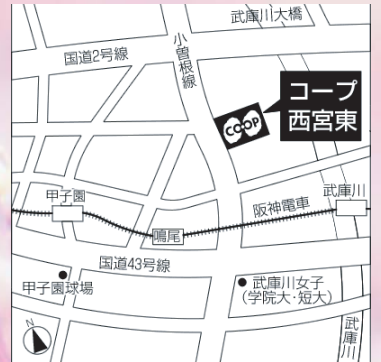 武庫川大橋
国道2号線
小曽根線
COOP
コープ
西宮東
甲子園
武庫川
阪神電車
鳴尾
国道43号線
甲子園球場
武庫川女子
(学院大・短大)
武庫川
N